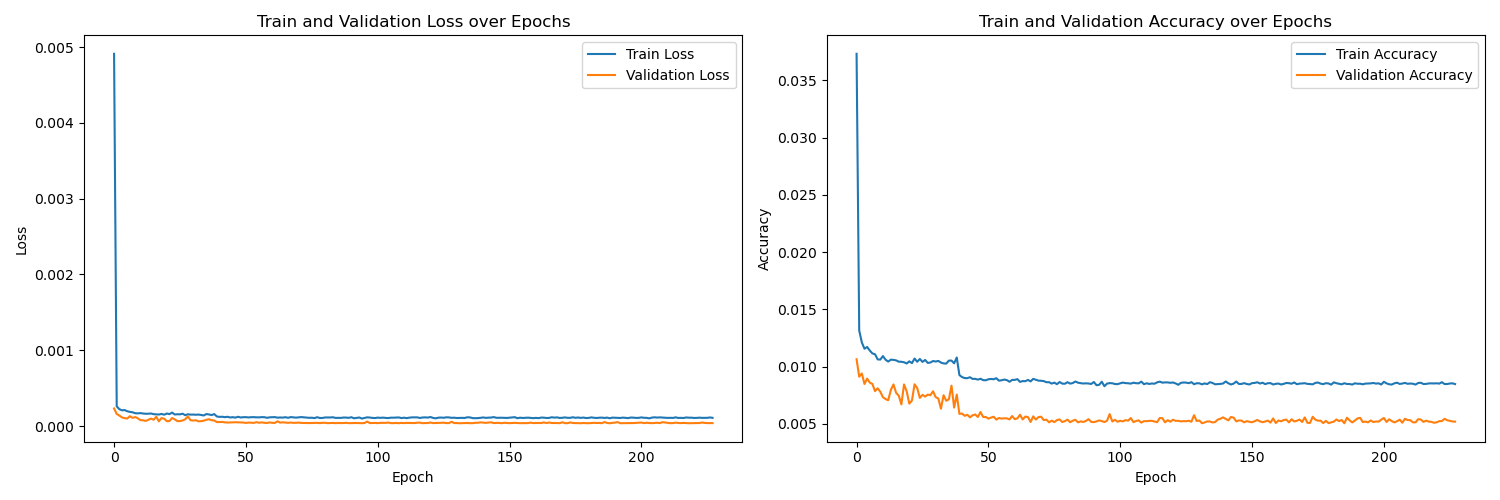 Train and Validation Loss over Epochs
Train Loss
Validation Loss
0.005
0.004
0.003
0.002
0.001
0.000
Loss
0
50
100
150
200
Epoch
Train and Validation Accuracy over Epochs
Train Accuracy
Validation Accuracy
0.035
0.030
0.025
0.020
0.015
0.010
0.005
Accuracy
0
50
100
150
200
Epoch